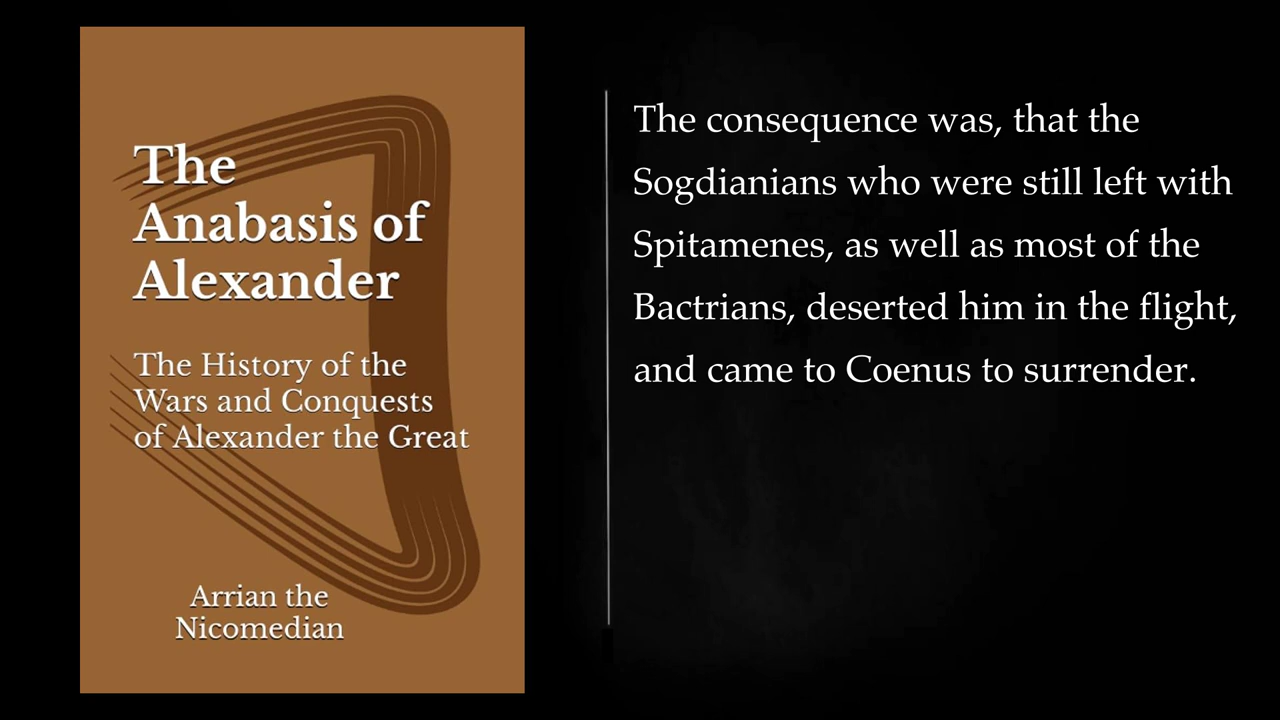 The
Anabasis of
Alexander
The History of the
Wars and Conquests
of Alexander the Great
Arrian the
Nicomedian
The consequence was, that the
Sogdianians who were still left with
Spitamenes, as well as most of the
Bactrians, deserted him in the flight,
and came to Coenus to surrender.